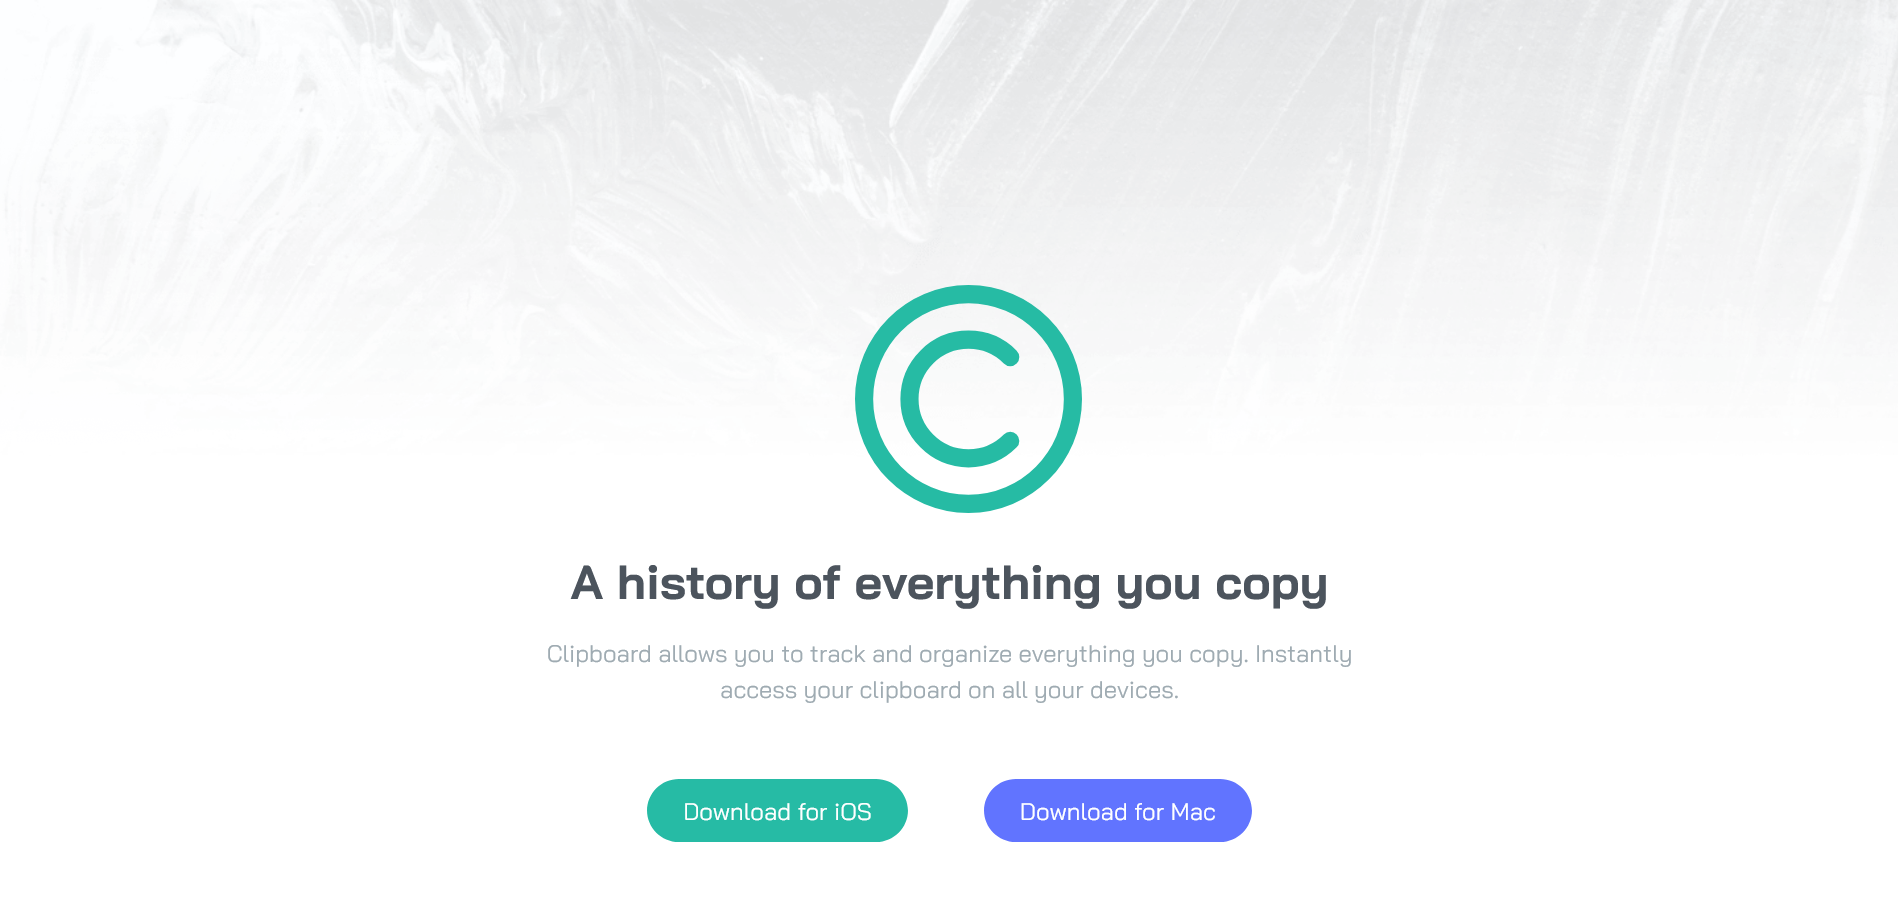 ©
A history of everything you copy
Clipboard allows you to track and organize everything you copy. Instantly
access your clipboard on all your devices.
Download for iOS
Download for Mac